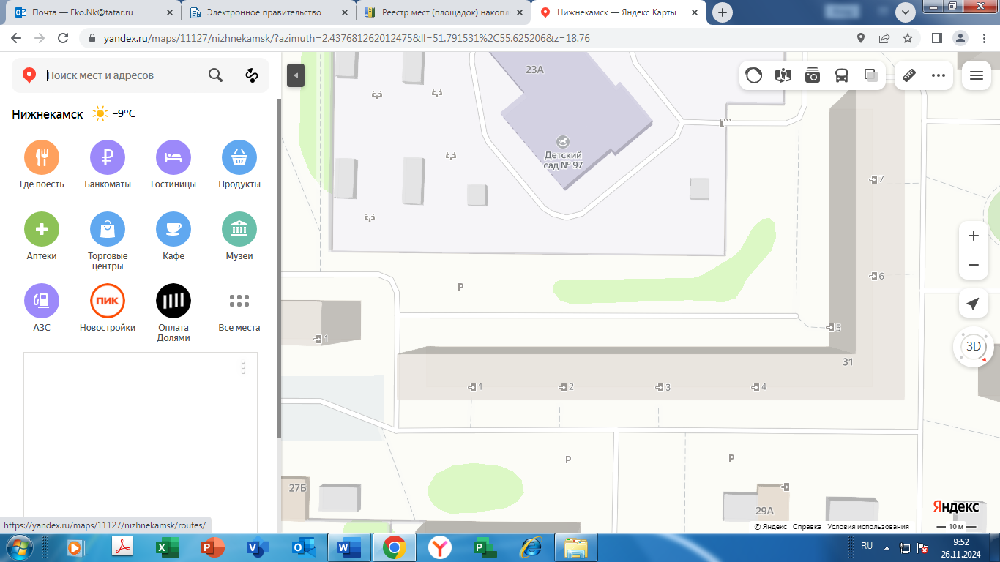 Почта — Eko.Nk@tatar.ru
Электронное правительство
Реестр мест (площадок) накопл
Нижнекамск — Яндекс Карты
yandex.ru/maps/11127/nizhnekamsk/?azimuth=2.437681262012475&ll=51.791531%2C55.625206&z=18.76
Поиск мест и адресов
Нижнекамск
−9°C
Где поесть
Банкоматы
Гостиницы
Продукты
Аптеки
Торговые центры
Кафе
Музеи
АЗС
ПИК
Новостройки
Оплата Долями
Все места
23А
Детский
сад № 97
7
6
5
P
1
31
1
2
3
4
P
P
27Б
29А
3D
Яндекс
© Яндекс Справка Условия использования
10 м
https://yandex.ru/maps/11127/nizhnekamsk/routes/
RU
9:52
26.11.2024